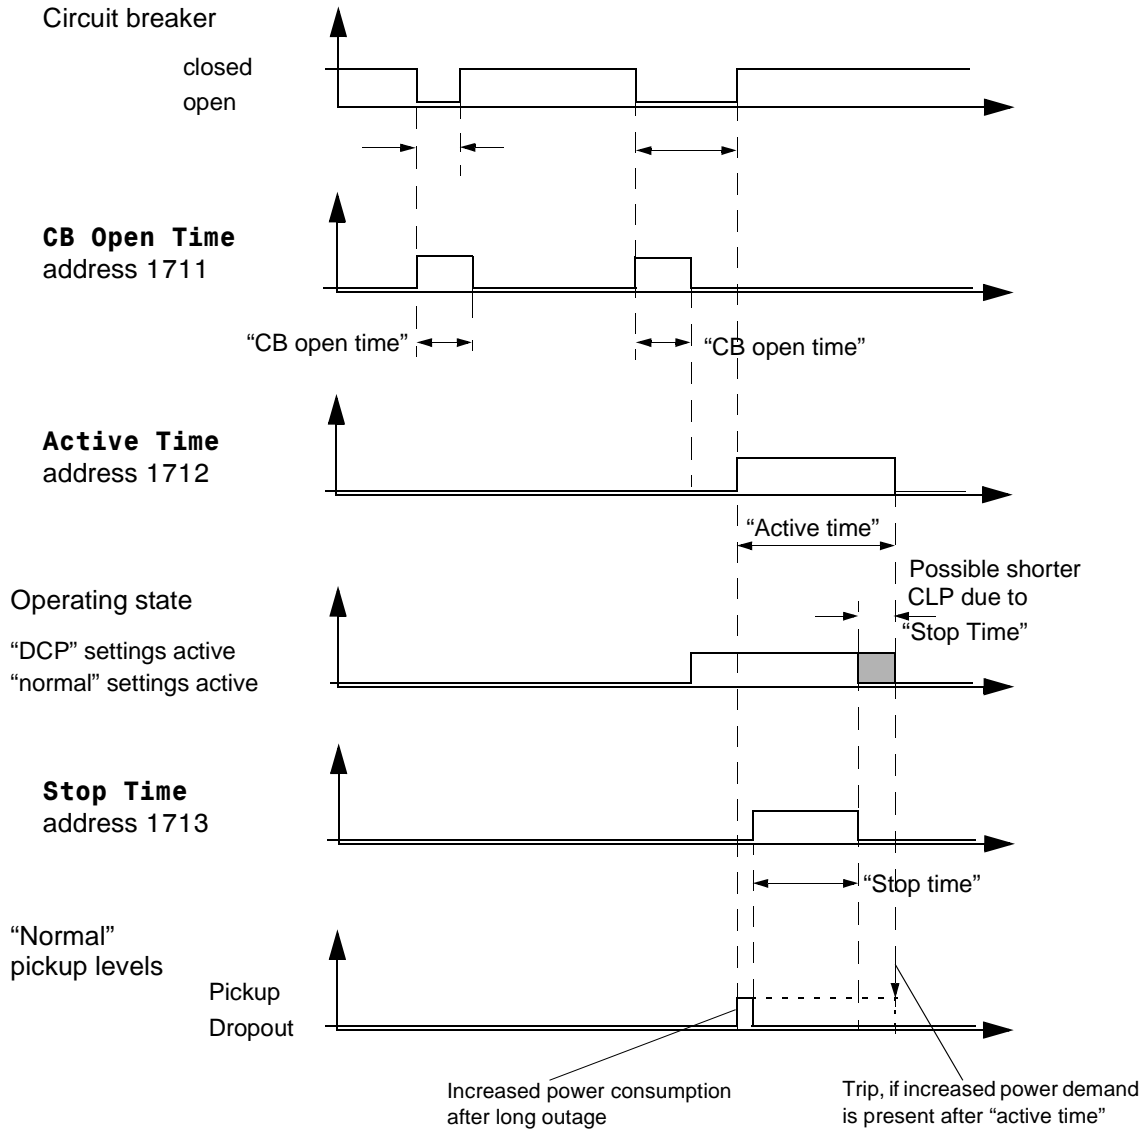 Circuit breaker
closed
open
CB Open Time
address 1711
“CB open time”
“CB open time”
Active Time
address 1712
“Active time”
Possible shorter
CLP due to
“Stop Time”
Operating state
“DCP” settings active
“normal” settings active
Stop Time
address 1713
“Stop time”
“Normal”
pickup levels
Pickup
Dropout
Increased power consumption
after long outage
Trip, if increased power demand
is present after “active time”